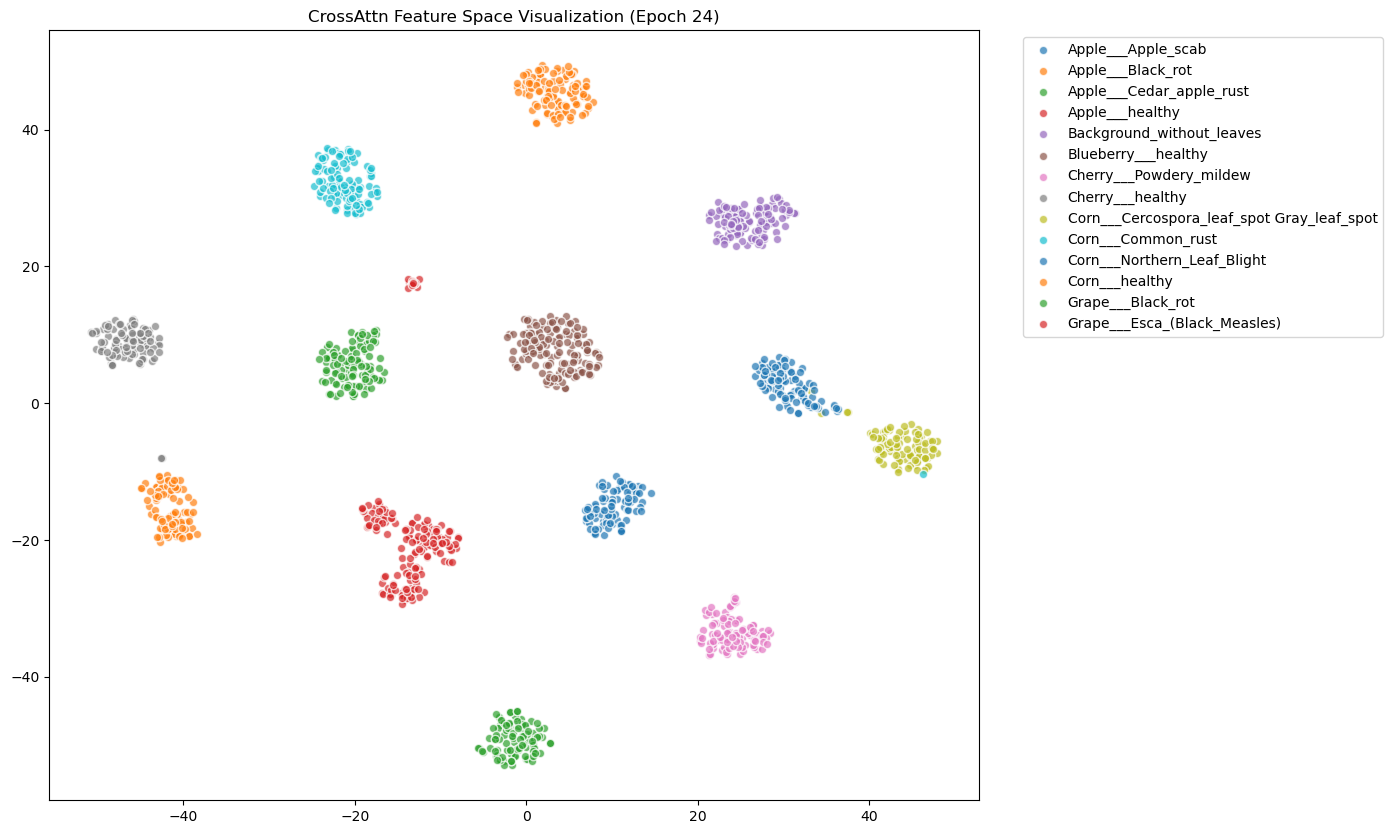 CrossAttn Feature Space Visualization (Epoch 24)
Apple___Apple_scab
Apple___Black_rot
Apple___Cedar_apple_rust
Apple___healthy
Background_without_leaves
Blueberry___healthy
Cherry___Powdery_mildew
Cherry___healthy
Corn___Cercospora_leaf_spot Gray_leaf_spot
Corn___Common_rust
Corn___Northern_Leaf_Blight
Corn___healthy
Grape___Black_rot
Grape___Esca_(Black_Measles)
40
20
0
−20
−40
−40 −20 0 20 40